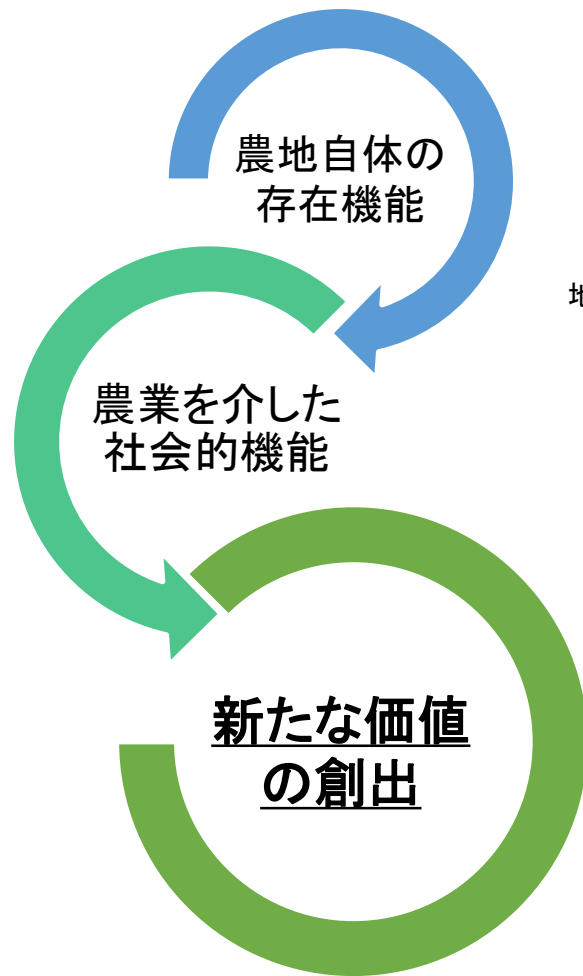 農地自体の
存在機能
農業を介した
社会的機能
新たな価値
の創出